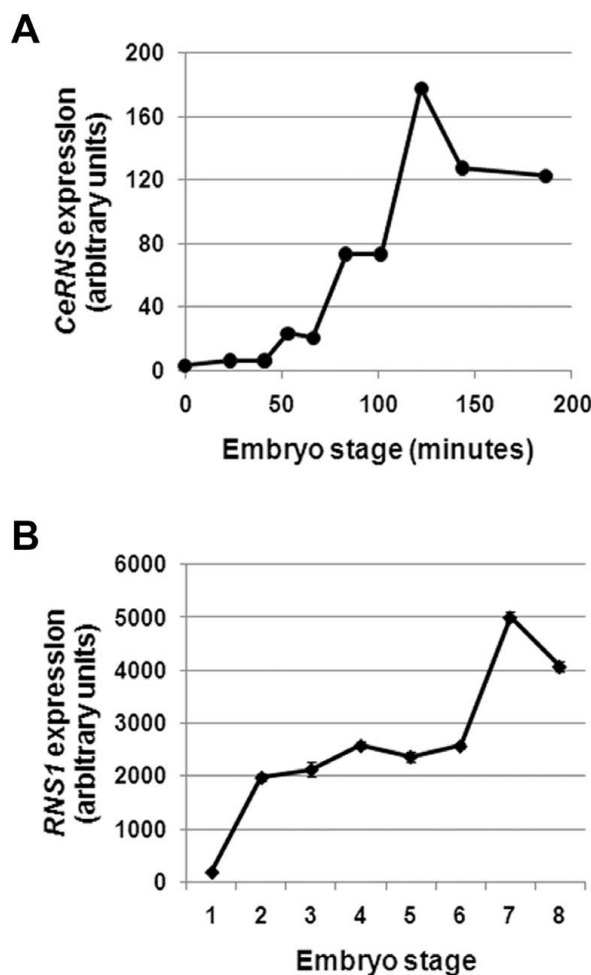 A
CeRNS expression
(arbitrary units)
200
160
120
80
40
0
0 50 100 150 200
Embryo stage (minutes)
B
RNS1 expression
(arbitrary units)
6000
5000
4000
3000
2000
1000
0
1 2 3 4 5 6 7 8
Embryo stage